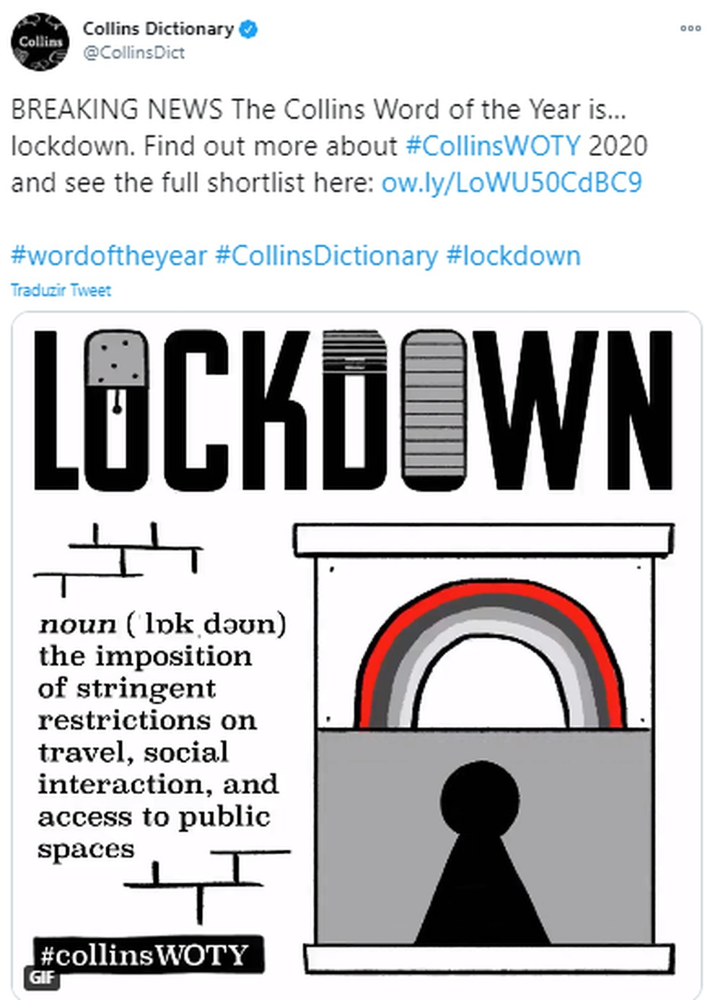 Collins
Collins Dictionary
@CollinsDict
BREAKING NEWS The Collins Word of the Year is...
lockdown. Find out more about #CollinsWOTY 2020
and see the full shortlist here: ow.ly/LoWU50CdBC9
#wordoftheyear #CollinsDictionary #lockdown
Traduzir Tweet
LOCKDOWN
noun (ˈlɒkˌdaʊn)
the imposition
of stringent
restrictions on
travel, social
interaction, and
access to public
spaces
#collinsWOTY
GIF